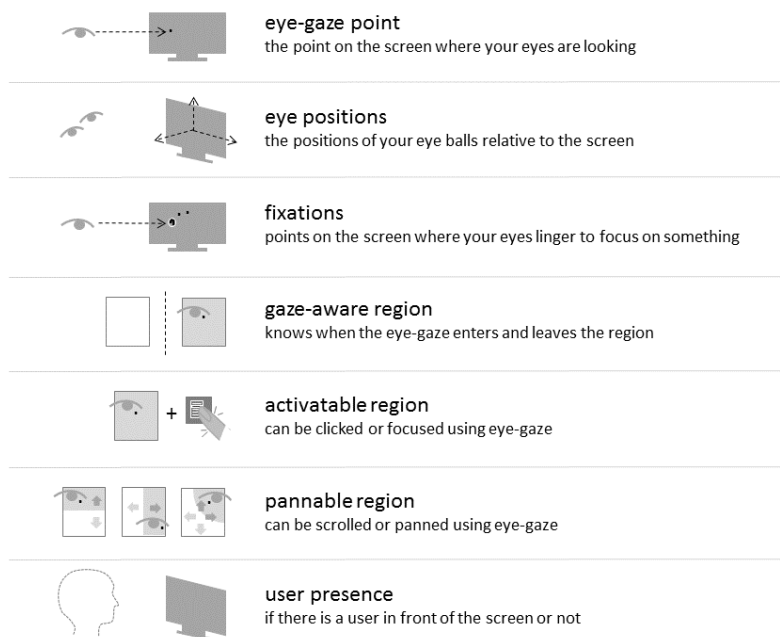 eye-gaze point
the point on the screen where your eyes are looking
eye positions
the positions of your eye balls relative to the screen
fixations
points on the screen where your eyes linger to focus on something
gaze-aware region
knows when the eye-gaze enters and leaves the region
activatable region
can be clicked or focused using eye-gaze
pannable region
can be scrolled or panned using eye-gaze
user presence
if there is a user in front of the screen or not